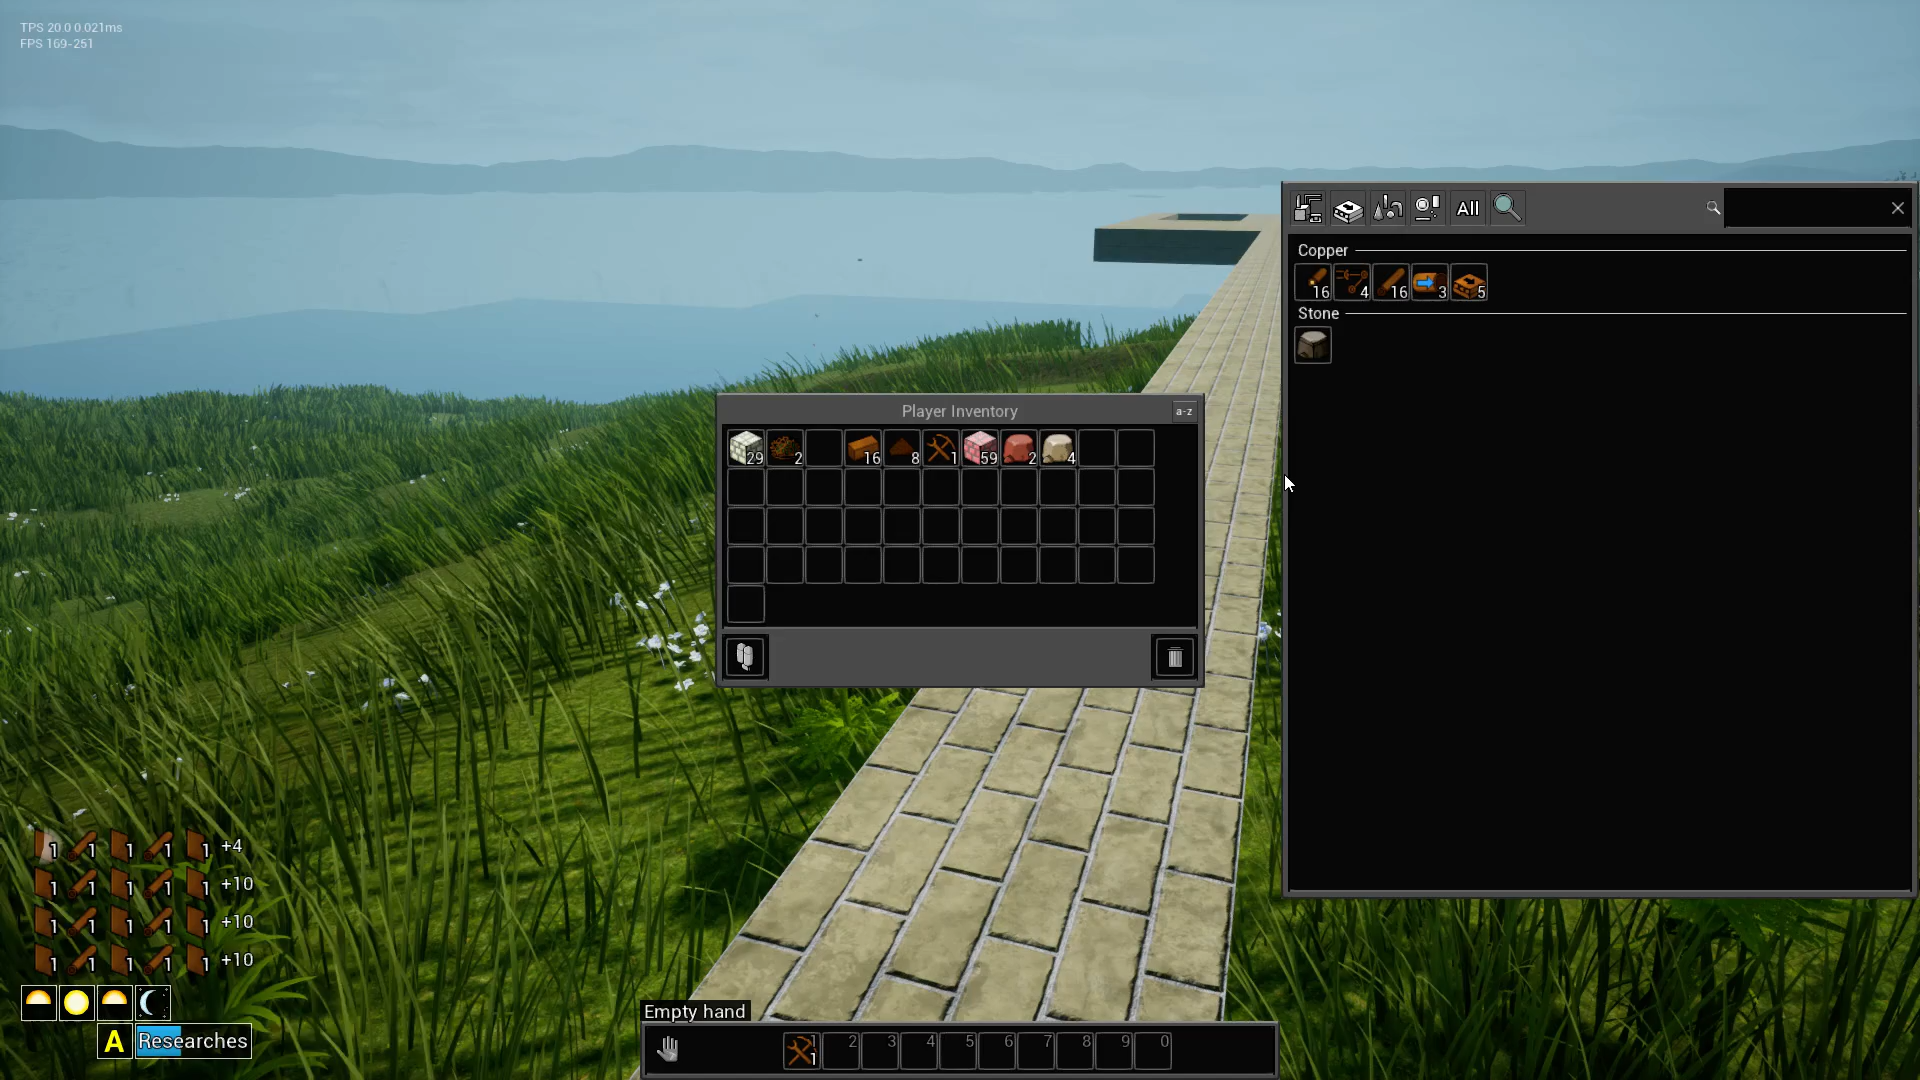 TPS 20.0 0.021ms
FPS 169-251
All
Copper
16 4 16 3 5
Stone
Player Inventory
a-z
29 2 16 8 1 59 2 4
1 1 1 1 1 +4
1 1 1 1 1 +10
1 1 1 1 1 +10
1 1 1 1 1 +10
A Researches
Empty hand
1 2 3 4 5 6 7 8 9 0
1